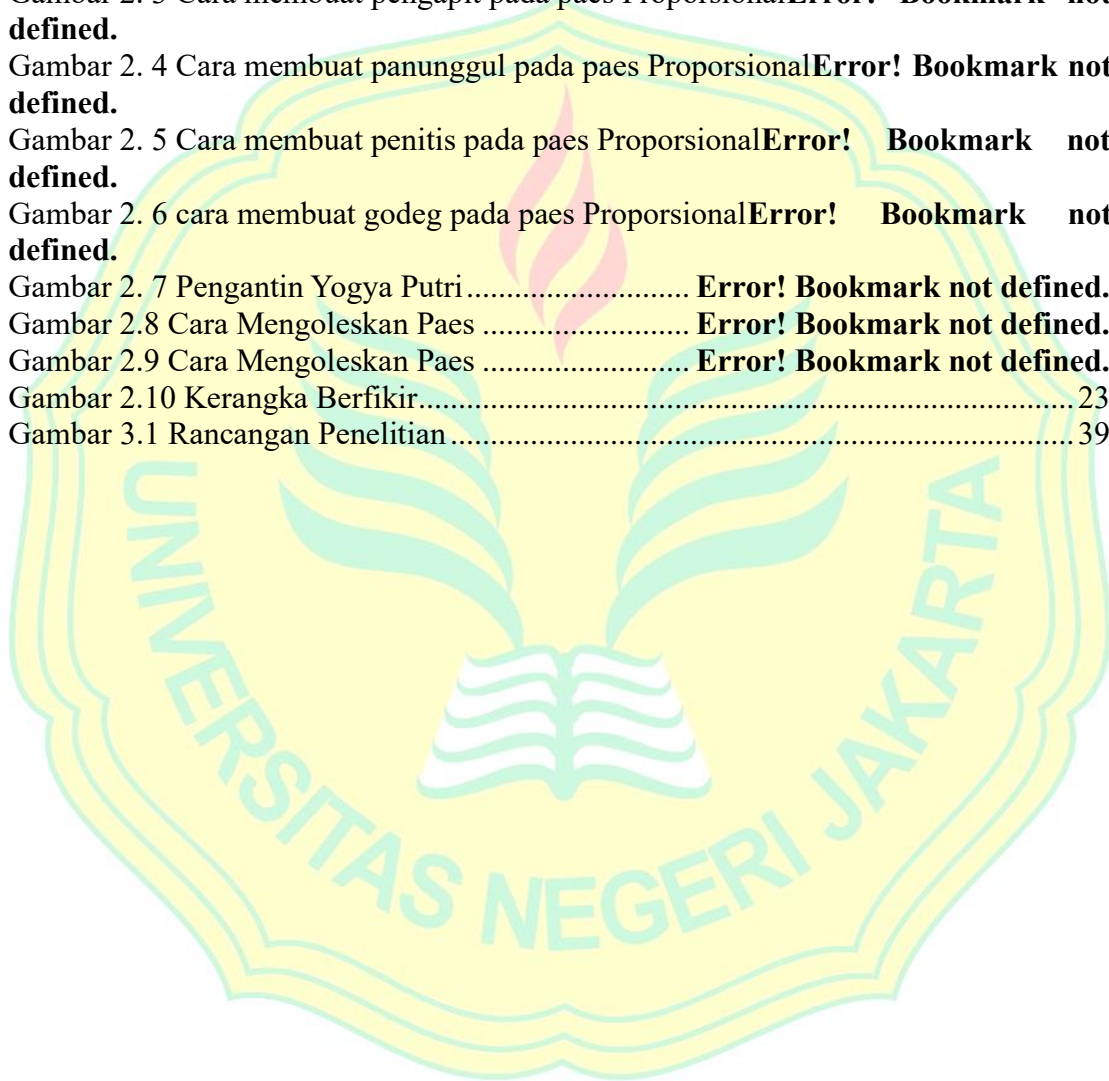 Gambar 2. 3 Cara membuat pengapit pada paes ProporsionalError! Bookmark not
defined.
Gambar 2. 4 Cara membuat panunggul pada paes ProporsionalError! Bookmark not
defined.
Gambar 2. 5 Cara membuat penitis pada paes ProporsionalError! Bookmark not
defined.
Gambar 2. 6 cara membuat godeg pada paes ProporsionalError! Bookmark not
defined.
Gambar 2. 7 Pengantin Yogya Putri............................ Error! Bookmark not defined.
Gambar 2.8 Cara Mengoleskan Paes .......................... Error! Bookmark not defined.
Gambar 2.9 Cara Mengoleskan Paes .......................... Error! Bookmark not defined.
Gambar 2.10 Kerangka Berfikir..........................................................................23
Gambar 3.1 Rancangan Penelitian......................................................................39
UNIVERSITAS NEGERI JAKARTA